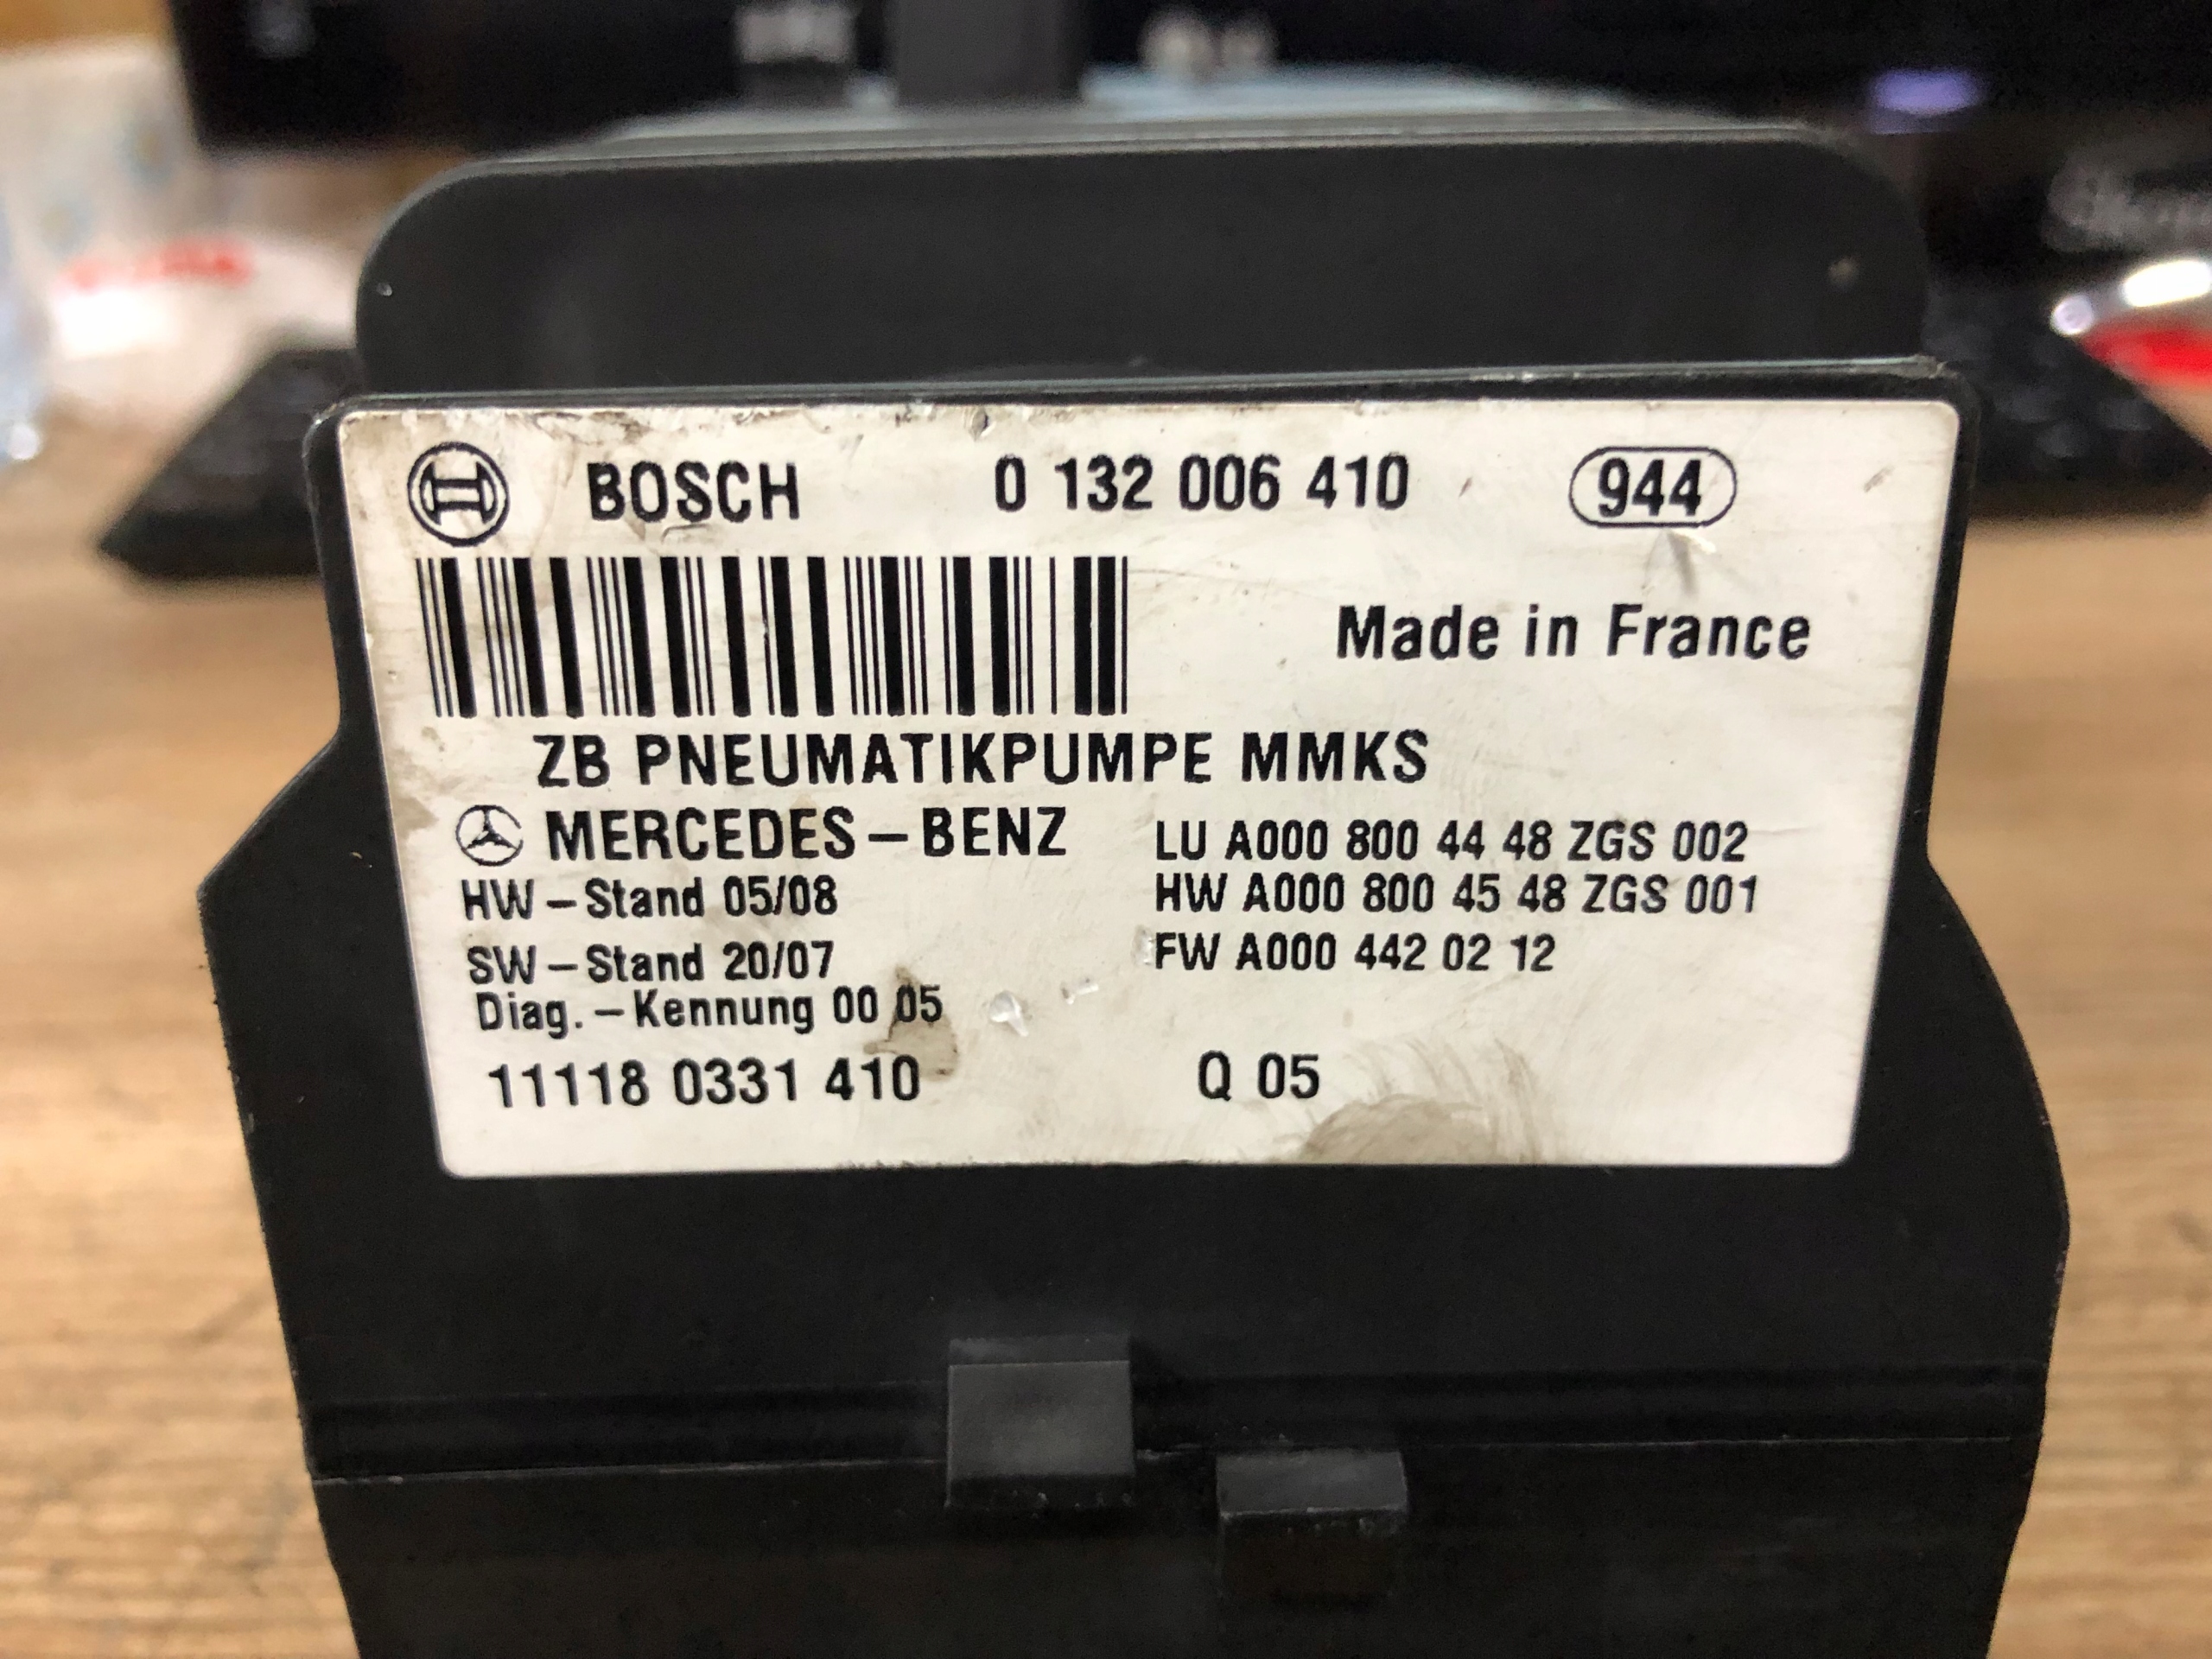 BOSCH 0 132 006 410 944
Made in France
ZB PNEUMATIKPUMPE MMKS
MERCEDES-BENZ LU A000 800 44 48 ZGS 002
HW-Stand 05/08 HW A000 800 45 48 ZGS 001
SW-Stand 20/07 FW A000 442 02 12
Diag.-Kennung 00 05
11118 0331 410 Q 05